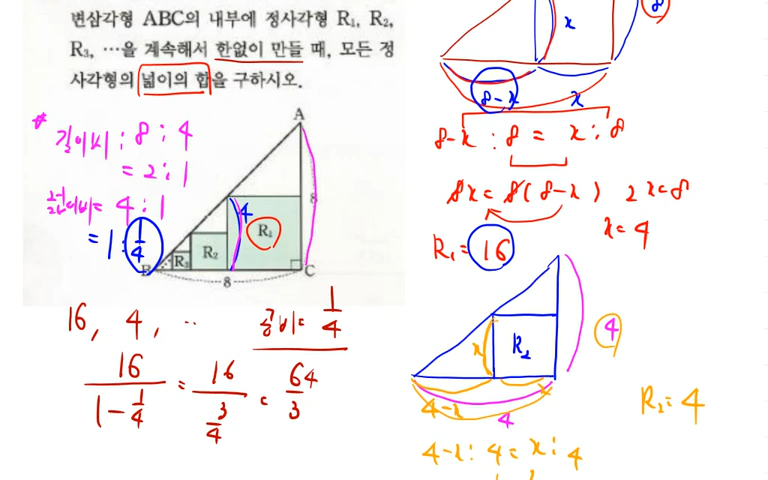 변삼각형 ABC의 내부에 정사각형 R₁, R₂,
R₃, …을 계속해서 한없이 만들 때, 모든 정
사각형의 넓이의 합을 구하시오.
길이비 : 8 : 4
= 2 : 1
넓이비 = 4 : 1
= 1 : 1/4
A
8
4
R₁
R₂
R₃
B
C
8
16, 4, ..
공비 = 1/4
16/(1-1/4) = 16/(3/4) = 64/3
x
8
8-x
x
8-x : 8 = x : 8
8x = 8(8-x) 2x=8
x=4
R₁ = 16
x
R₂
4
4-x
x
4
R₂ = 4
4-x : 4 = x : 4